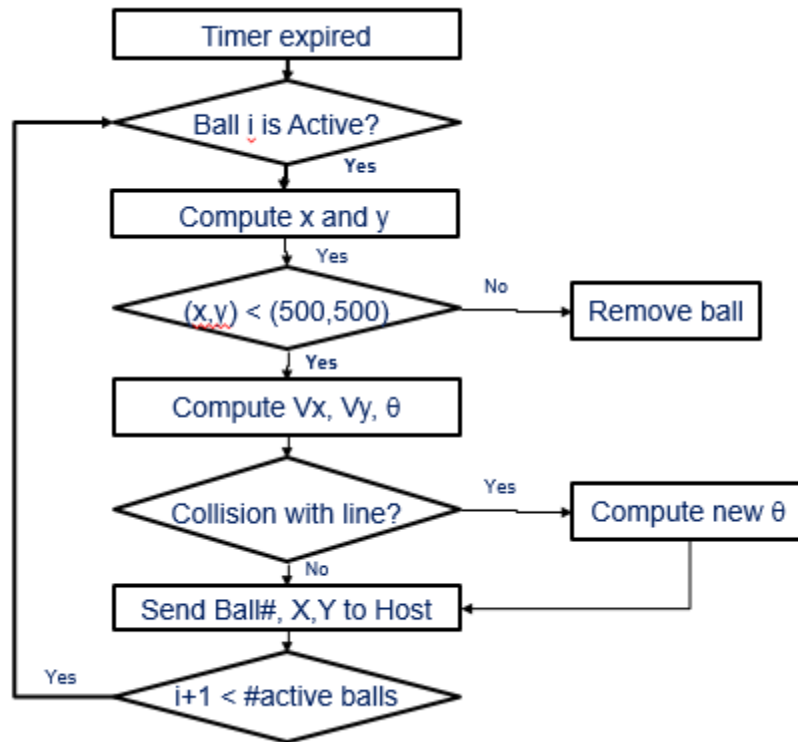 Timer expired
Ball i is Active?
Yes
Compute x and y
Yes
(x,y) < (500,500)
No
Remove ball
Yes
Compute Vx, Vy, θ
Collision with line?
Yes
Compute new θ
No
Send Ball#, X,Y to Host
Yes
i+1 < #active balls